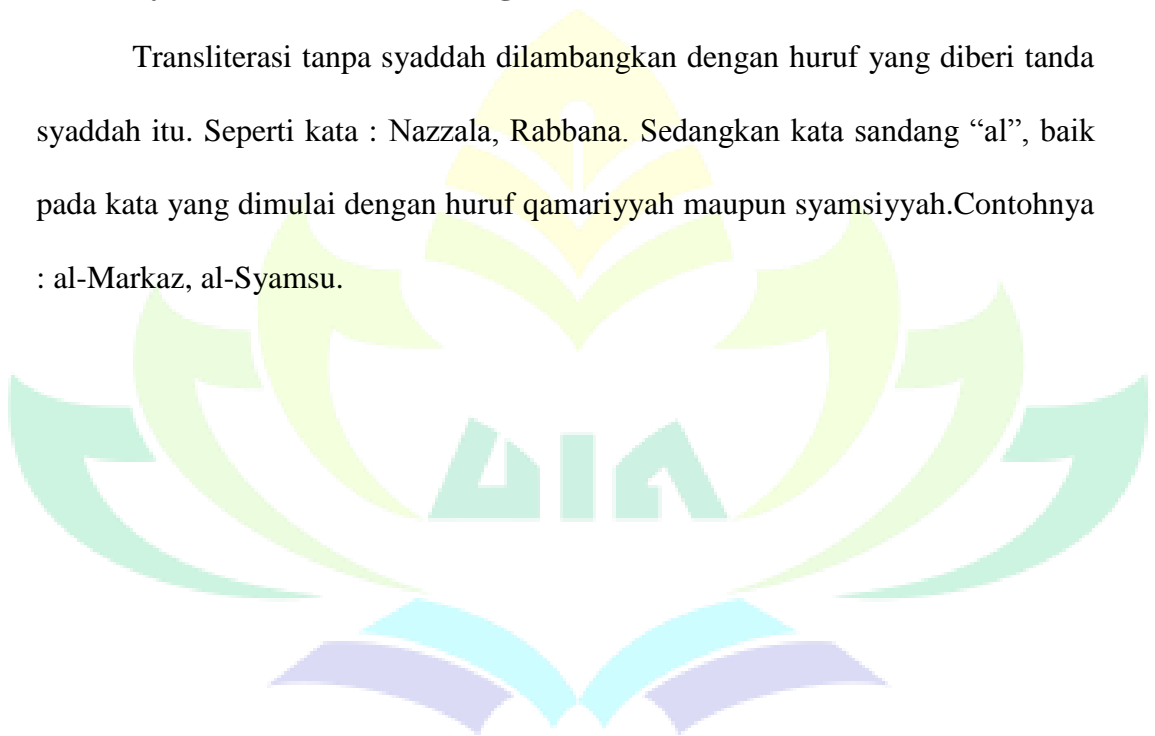 Transliterasi tanpa syaddah dilambangkan dengan huruf yang diberi tanda
syaddah itu. Seperti kata : Nazzala, Rabbana. Sedangkan kata sandang “al”, baik
pada kata yang dimulai dengan huruf qamariyyah maupun syamsiyyah.Contohnya
: al-Markaz, al-Syamsu.